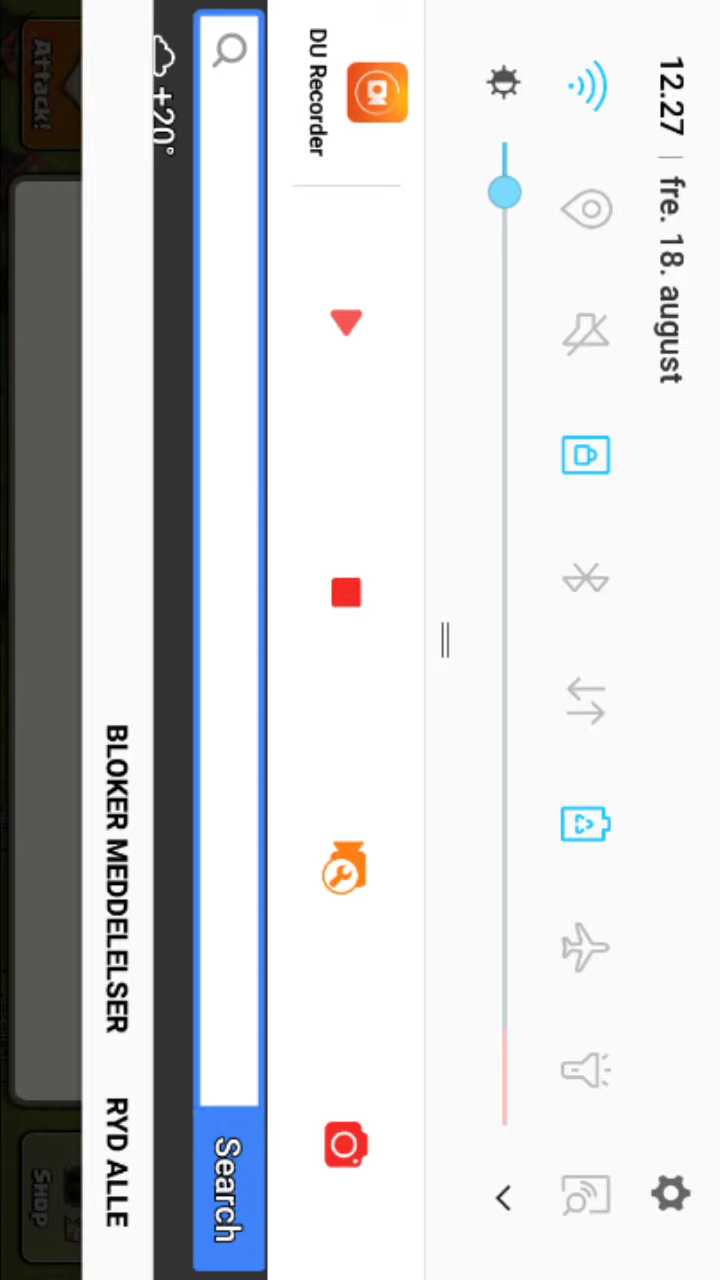 12.27 | fre. 18. august
DU Recorder
Search
+20°
BLOKER MEDDELELSER RYD ALLE
Attack!
Shop